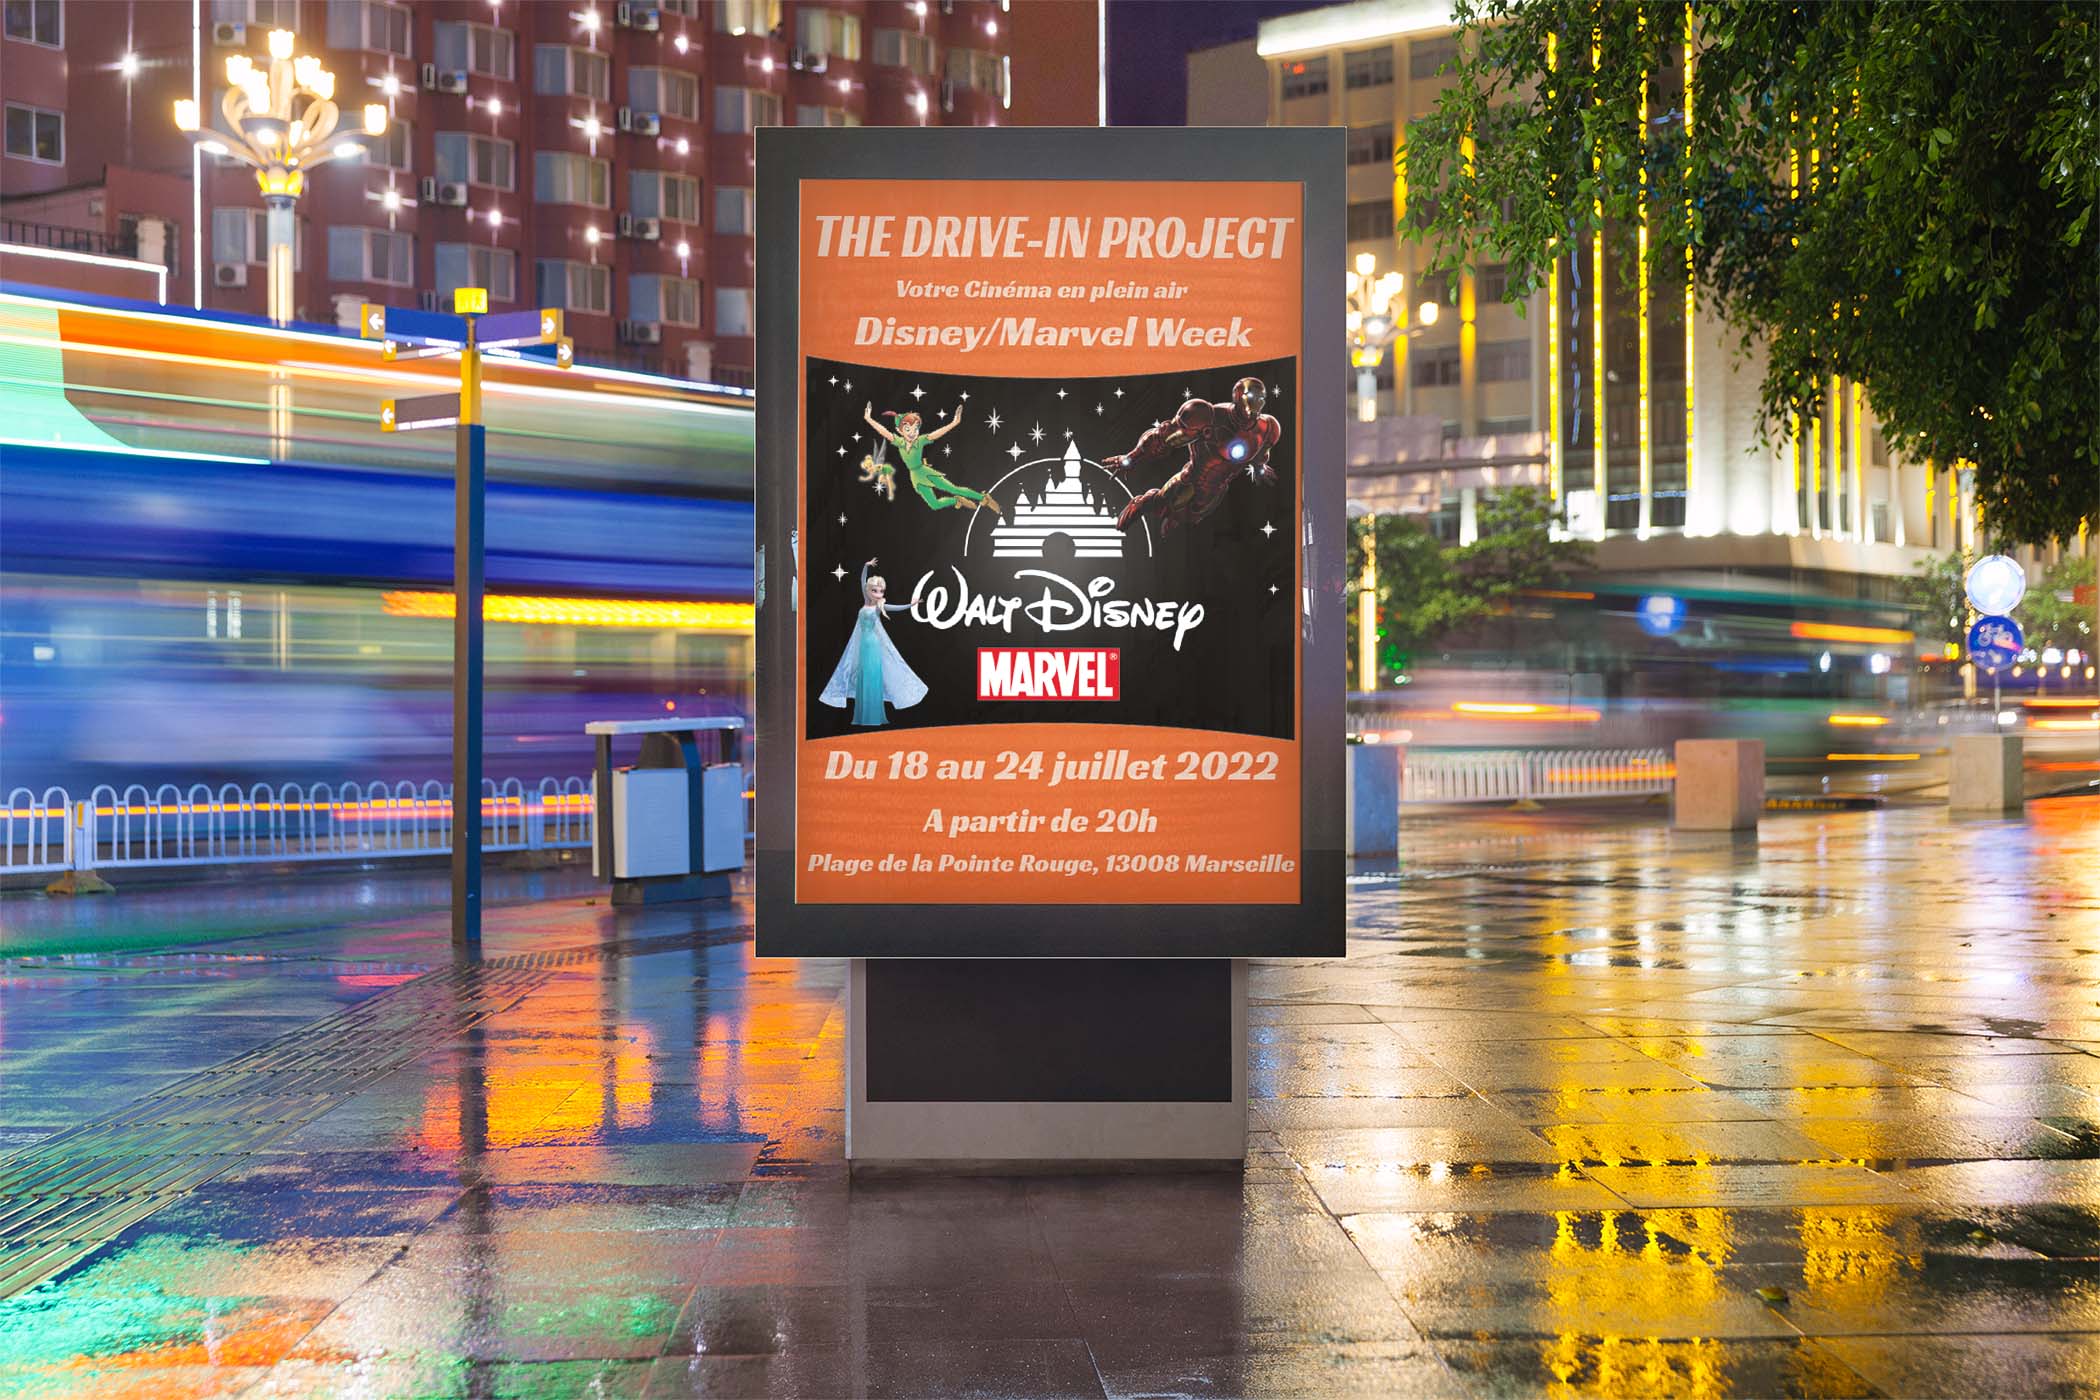 THE DRIVE-IN PROJECT
Votre Cinéma en plein air
Disney/Marvel Week
WALT DISNEY
MARVEL®
Du 18 au 24 juillet 2022
A partir de 20h
Plage de la Pointe Rouge, 13008 Marseille